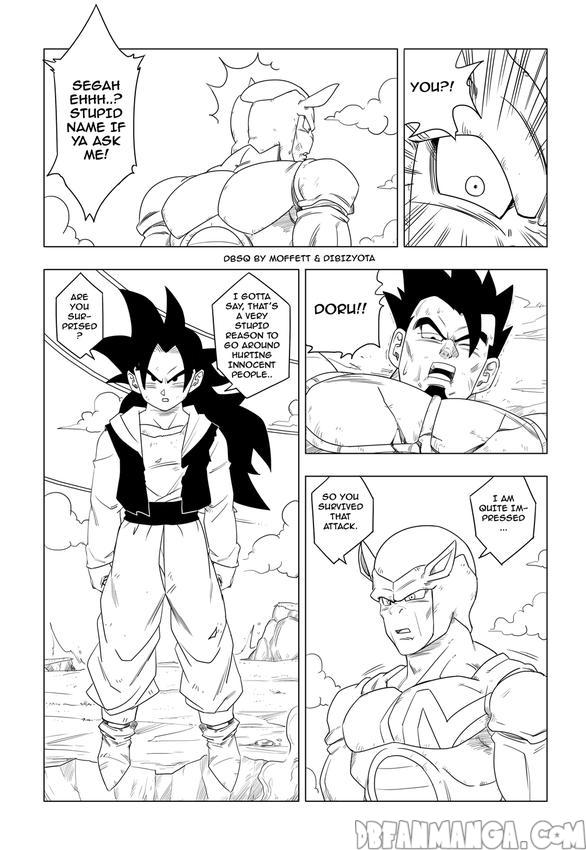 SEGAH
EHHH..?
STUPID
NAME IF
YA ASK
ME!
YOU?!
DBSQ BY MOFFETT & DIBIZYOTA
ARE
YOU
SUR-
PRISED
?
I GOTTA
SAY, THAT'S
A VERY
STUPID
REASON TO
GO AROUND
HURTING
INNOCENT
PEOPLE..
DORU!!
SO YOU
SURVIVED
THAT
ATTACK.
I AM
QUITE IM-
PRESSED
...
DBFANMANGA.COM